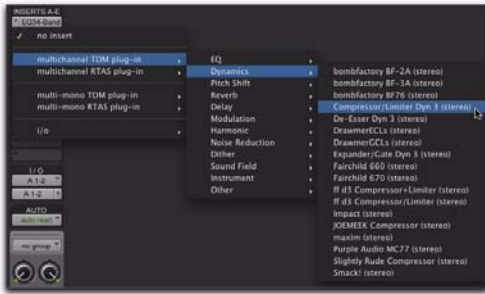 INSERTS A-E
EQ34-Band
✓ no insert
multichannel TDM plug-in
multichannel RTAS plug-in
multi-mono TDM plug-in
multi-mono RTAS plug-in
i/o
EQ
Dynamics
Pitch Shift
Reverb
Delay
Modulation
Harmonic
Noise Reduction
Dither
Sound Field
Instrument
Other
bombfactory BF-2A (stereo)
bombfactory BF-3A (stereo)
bombfactory BF76 (stereo)
Compressor/Limiter Dyn 3 (stereo)
De-Esser Dyn 3 (stereo)
DrawmerECLs (stereo)
DrawmerGCLs (stereo)
Expander/Gate Dyn 3 (stereo)
Fairchild 660 (stereo)
Fairchild 670 (stereo)
ff d3 Compressor+Limiter (stereo)
ff d3 Compressor/Limiter (stereo)
Impact (stereo)
JOEMEEK Compressor (stereo)
maxim (stereo)
Purple Audio MC77 (stereo)
Slightly Rude Compressor (stereo)
Smack! (stereo)
I/O
A 1-2
A 1-2
AUTO
auto read
no group